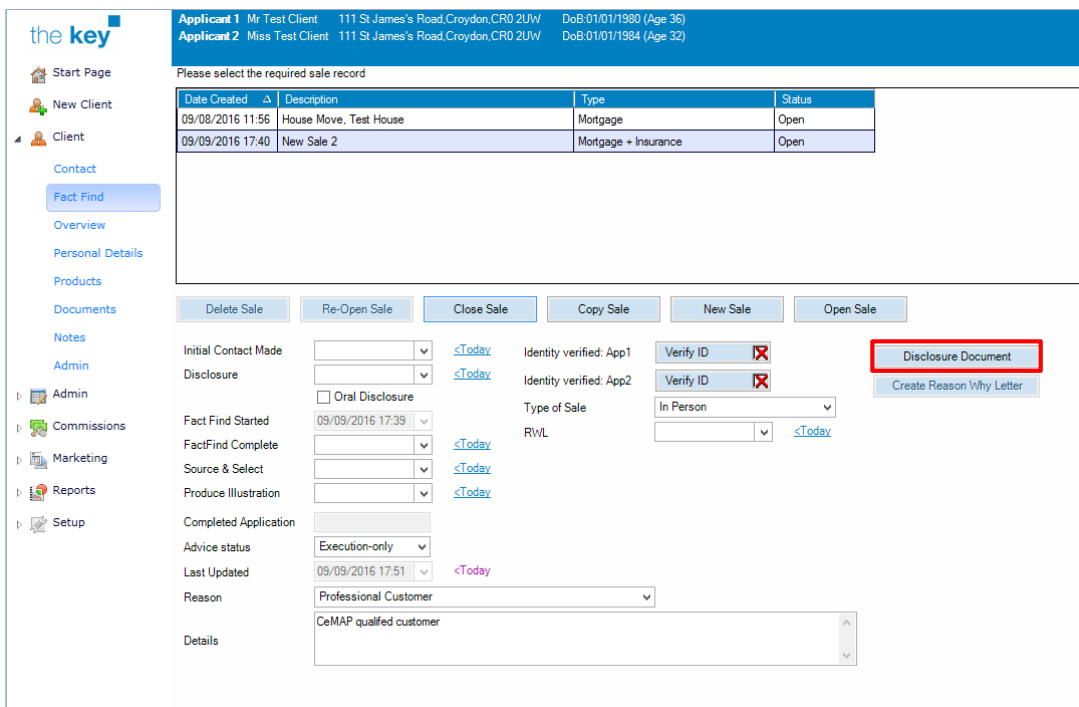 the key
Applicant 1 Mr Test Client 111 St James's Road,Croydon,CR0 2UW DoB:01/01/1980 (Age 36)
Applicant 2 Miss Test Client 111 St James's Road,Croydon,CR0 2UW DoB:01/01/1984 (Age 32)
Start Page
New Client
Client
Contact
Fact Find
Overview
Personal Details
Products
Documents
Notes
Admin
Admin
Commissions
Marketing
Reports
Setup
Please select the required sale record
Date Created Description Type Status
09/08/2016 11:56 House Move, Test House Mortgage Open
09/09/2016 17:40 New Sale 2 Mortgage + Insurance Open
Delete Sale Re-Open Sale Close Sale Copy Sale New Sale Open Sale
Initial Contact Made <Today
Disclosure <Today
Oral Disclosure
Fact Find Started 09/09/2016 17:39
FactFind Complete <Today
Source & Select <Today
Produce Illustration <Today
Completed Application
Advice status Execution-only
Last Updated 09/09/2016 17:51 <Today
Reason Professional Customer
Details CeMAP qualifed customer
Identity verified: App1 Verify ID
Identity verified: App2 Verify ID
Type of Sale In Person
RWL <Today
Disclosure Document
Create Reason Why Letter